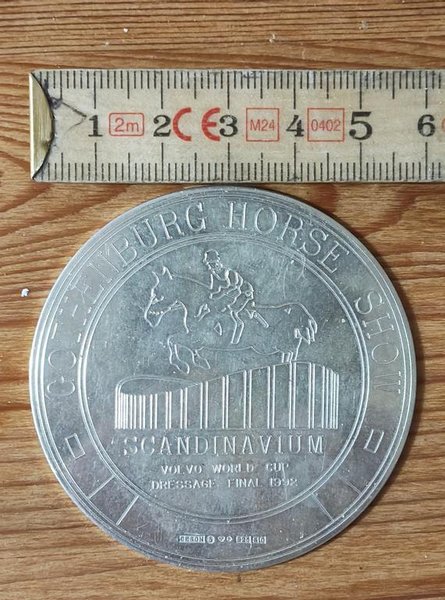 1 2m 2 CE 3 M24 4 0402 5 6
GOTHENBURG HORSE SHOW
SCANDINAVIUM
VOLVO WORLD CUP
DRESSAGE FINAL 1992